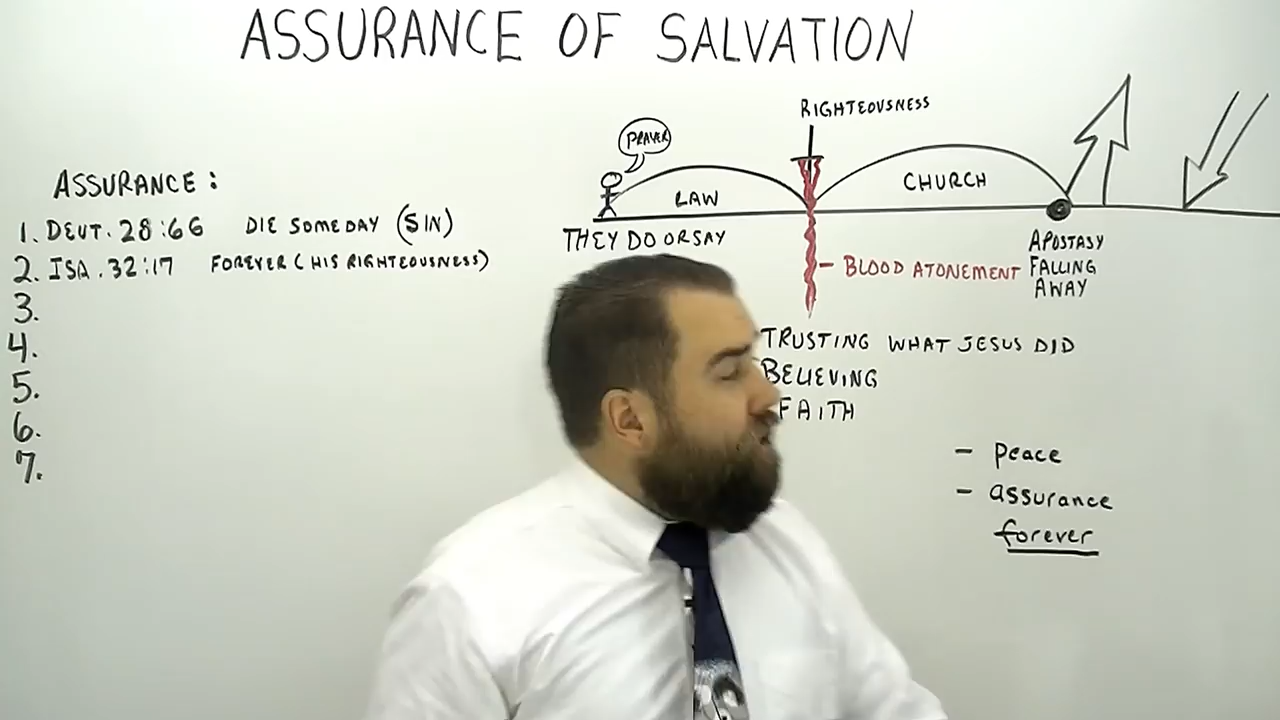 ASSURANCE OF SALVATION
ASSURANCE:
1. DEUT. 28:66 DIE SOMEDAY (SIN)
2. ISA. 32:17 FOREVER (HIS RIGHTEOUSNESS)
3.
4.
5.
6.
7.
RIGHTEOUSNESS
PRAYER
LAW
CHURCH
THEY DO OR SAY
BLOOD ATONEMENT
APOSTASY
FALLING
AWAY
TRUSTING WHAT JESUS DID
BELIEVING
FAITH
- peace
- assurance
forever